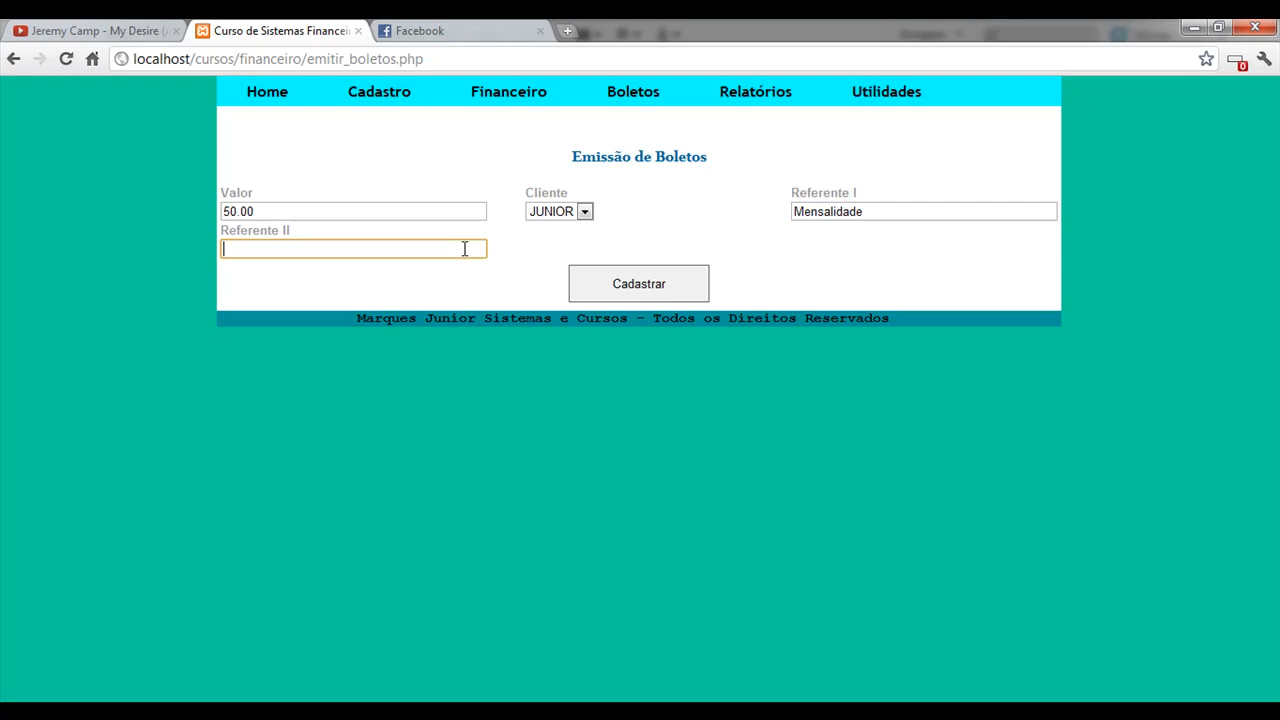 Jeremy Camp - My Desire (A
Curso de Sistemas Financei
Facebook
localhost/cursos/financeiro/emitir_boletos.php
0
Home Cadastro Financeiro Boletos Relatórios Utilidades
Emissão de Boletos
Valor Cliente Referente I
50.00 JUNIOR Mensalidade
Referente II
Cadastrar
Marques Junior Sistemas e Cursos - Todos os Direitos Reservados